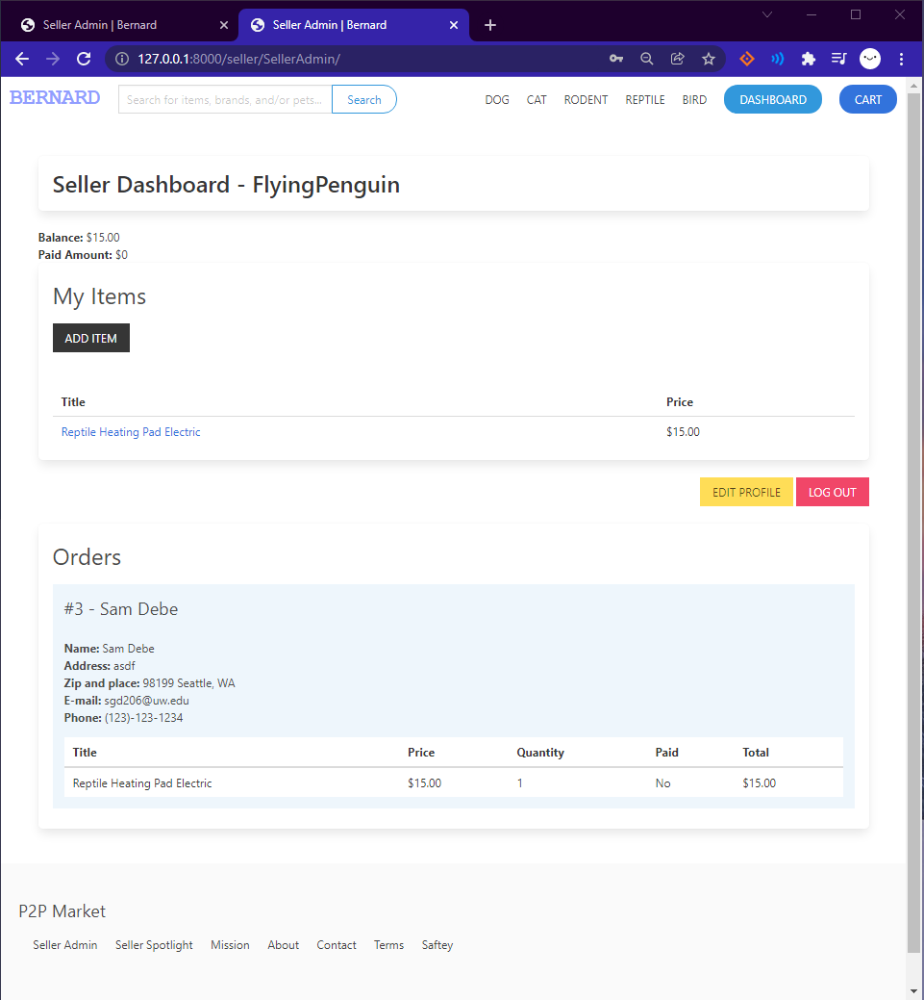 Seller Admin | Bernard
Seller Admin | Bernard
127.0.0.1:8000/seller/SellerAdmin/
BERNARD
Search for items, brands, and/or pets...
Search
DOG CAT RODENT REPTILE BIRD DASHBOARD CART
Seller Dashboard - FlyingPenguin
Balance: $15.00
Paid Amount: $0
My Items
ADD ITEM
Title Price
Reptile Heating Pad Electric $15.00
EDIT PROFILE LOG OUT
Orders
#3 - Sam Debe
Name: Sam Debe
Address: asdf
Zip and place: 98199 Seattle, WA
E-mail: sgd206@uw.edu
Phone: (123)-123-1234
Title Price Quantity Paid Total
Reptile Heating Pad Electric $15.00 1 No $15.00
P2P Market
Seller Admin Seller Spotlight Mission About Contact Terms Saftey